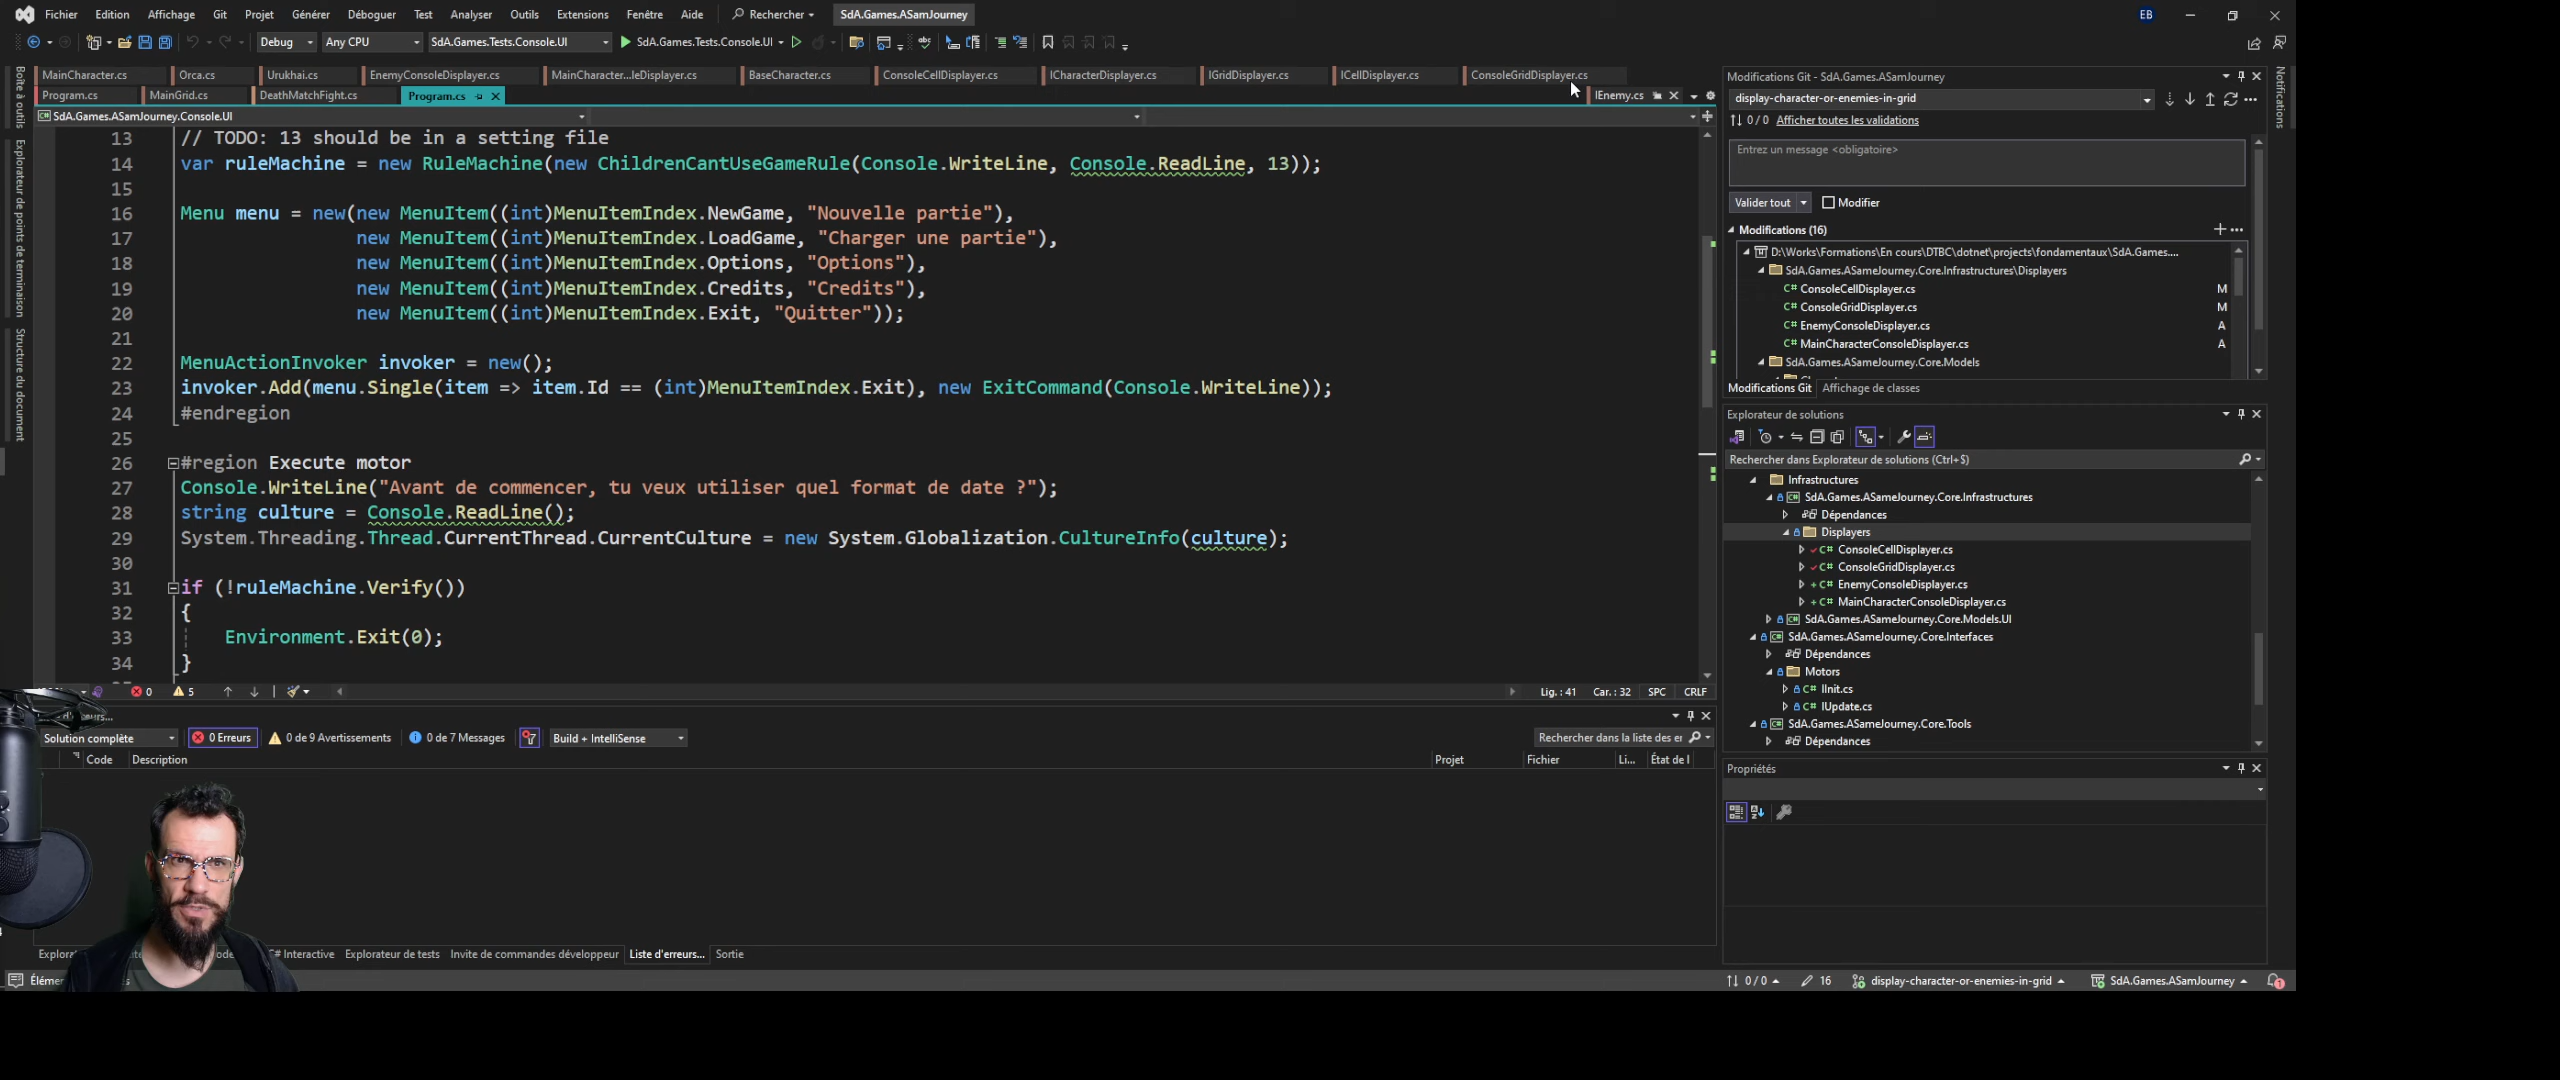 Fichier Edition Affichage Git Projet Générer Déboguer Test Analyser Outils Extensions Fenêtre Aide Rechercher SdA.Games.ASamJourney EB
Debug Any CPU SdA.Games.Tests.Console.UI SdA.Games.Tests.Console.UI
MainCharacter.cs Orca.cs Urukhai.cs EnemyConsoleDisplayer.cs MainCharacter...leDisplayer.cs BaseCharacter.cs ConsoleCellDisplayer.cs ICharacterDisplayer.cs IGridDisplayer.cs ICellDisplayer.cs ConsoleGridDisplayer.cs
Program.cs MainGrid.cs DeathMatchFight.cs Program.cs IEnemy.cs
SdA.Games.ASamJourney.Console.UI
13 // TODO: 13 should be in a setting file
14 var ruleMachine = new RuleMachine(new ChildrenCantUseGameRule(Console.WriteLine, Console.ReadLine, 13));
15
16 Menu menu = new(new MenuItem((int)MenuItemIndex.NewGame, "Nouvelle partie"),
17 new MenuItem((int)MenuItemIndex.LoadGame, "Charger une partie"),
18 new MenuItem((int)MenuItemIndex.Options, "Options"),
19 new MenuItem((int)MenuItemIndex.Credits, "Credits"),
20 new MenuItem((int)MenuItemIndex.Exit, "Quitter"));
21
22 MenuActionInvoker invoker = new();
23 invoker.Add(menu.Single(item => item.Id == (int)MenuItemIndex.Exit), new ExitCommand(Console.WriteLine));
24 #endregion
25
26 #region Execute motor
27 Console.WriteLine("Avant de commencer, tu veux utiliser quel format de date ?");
28 string culture = Console.ReadLine();
29 System.Threading.Thread.CurrentThread.CurrentCulture = new System.Globalization.CultureInfo(culture);
30
31 if (!ruleMachine.Verify())
32 {
33 Environment.Exit(0);
34 }
0 5 Lig. : 41 Car. : 32 SPC CRLF
Solution complète 0 Erreurs 0 de 9 Avertissements 0 de 7 Messages Build + IntelliSense Rechercher dans la liste des er
Code Description Projet Fichier Li... État de l
C# Interactive Explorateur de tests Invite de commandes développeur Liste d'erreurs... Sortie
Boîte à outils
Explorateur de points de terminaison
Structure du document
Modifications Git - SdA.Games.ASamJourney
display-character-or-enemies-in-grid
0 / 0 Afficher toutes les validations
Entrez un message <obligatoire>
Valider tout Modifier
Modifications (16)
D:\Works\Formations\En cours\DTBC\dotnet\projects\fondamentaux\SdA.Games....
SdA.Games.ASameJourney.Core.Infrastructures\Displayers
C# ConsoleCellDisplayer.cs M
C# ConsoleGridDisplayer.cs M
C# EnemyConsoleDisplayer.cs A
C# MainCharacterConsoleDisplayer.cs A
SdA.Games.ASameJourney.Core.Models
Modifications Git Affichage de classes
Explorateur de solutions
Rechercher dans Explorateur de solutions (Ctrl+$)
Infrastructures
SdA.Games.ASameJourney.Core.Infrastructures
Dépendances
Displayers
C# ConsoleCellDisplayer.cs
C# ConsoleGridDisplayer.cs
C# EnemyConsoleDisplayer.cs
C# MainCharacterConsoleDisplayer.cs
SdA.Games.ASameJourney.Core.Models.UI
SdA.Games.ASameJourney.Core.Interfaces
Dépendances
Motors
C# IInit.cs
C# IUpdate.cs
SdA.Games.ASameJourney.Core.Tools
Dépendances
Propriétés
Notifications
0 / 0 16 display-character-or-enemies-in-grid SdA.Games.ASamJourney 1